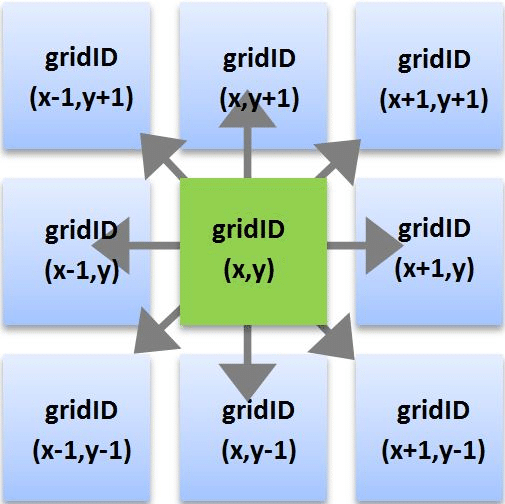 gridID
(x-1,y+1)
gridID
(x,y+1)
gridID
(x+1,y+1)
gridID
(x-1,y)
gridID
(x,y)
gridID
(x+1,y)
gridID
(x-1,y-1)
gridID
(x,y-1)
gridID
(x+1,y-1)